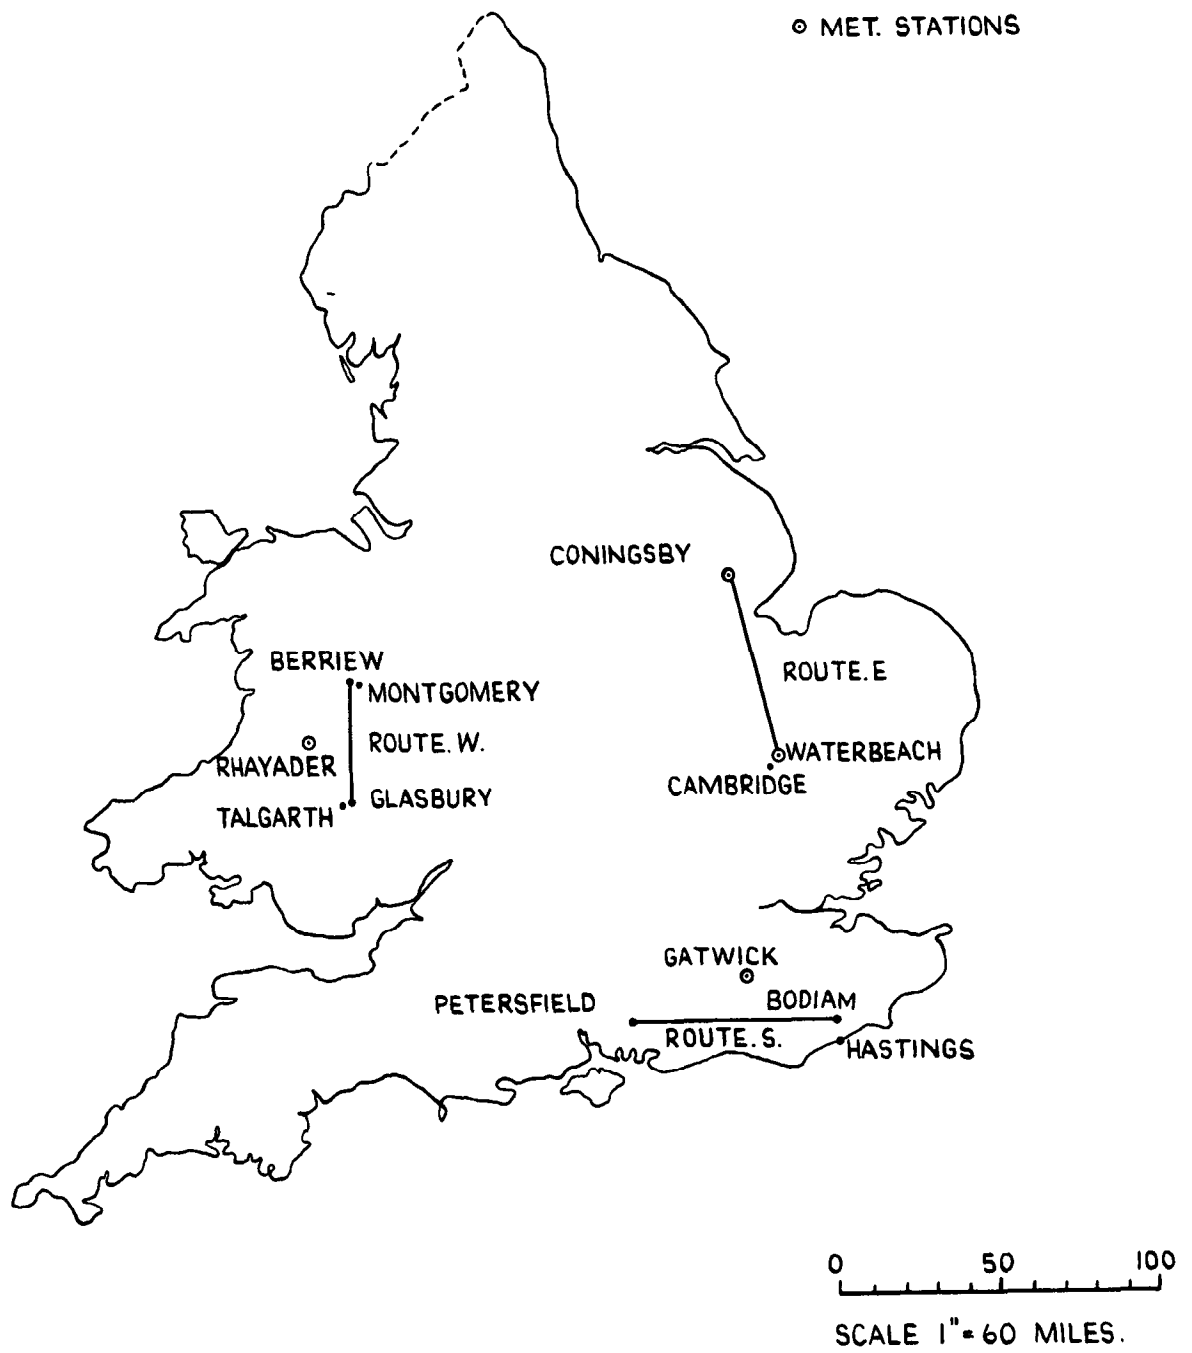 ⊙ MET. STATIONS
CONINGSBY
BERRIEW
MONTGOMERY
ROUTE. E
ROUTE. W.
RHAYADER
WATERBEACH
CAMBRIDGE
GLASBURY
TALGARTH
GATWICK
PETERSFIELD
BODIAM
ROUTE. S.
HASTINGS
0 50 100
SCALE 1" = 60 MILES.